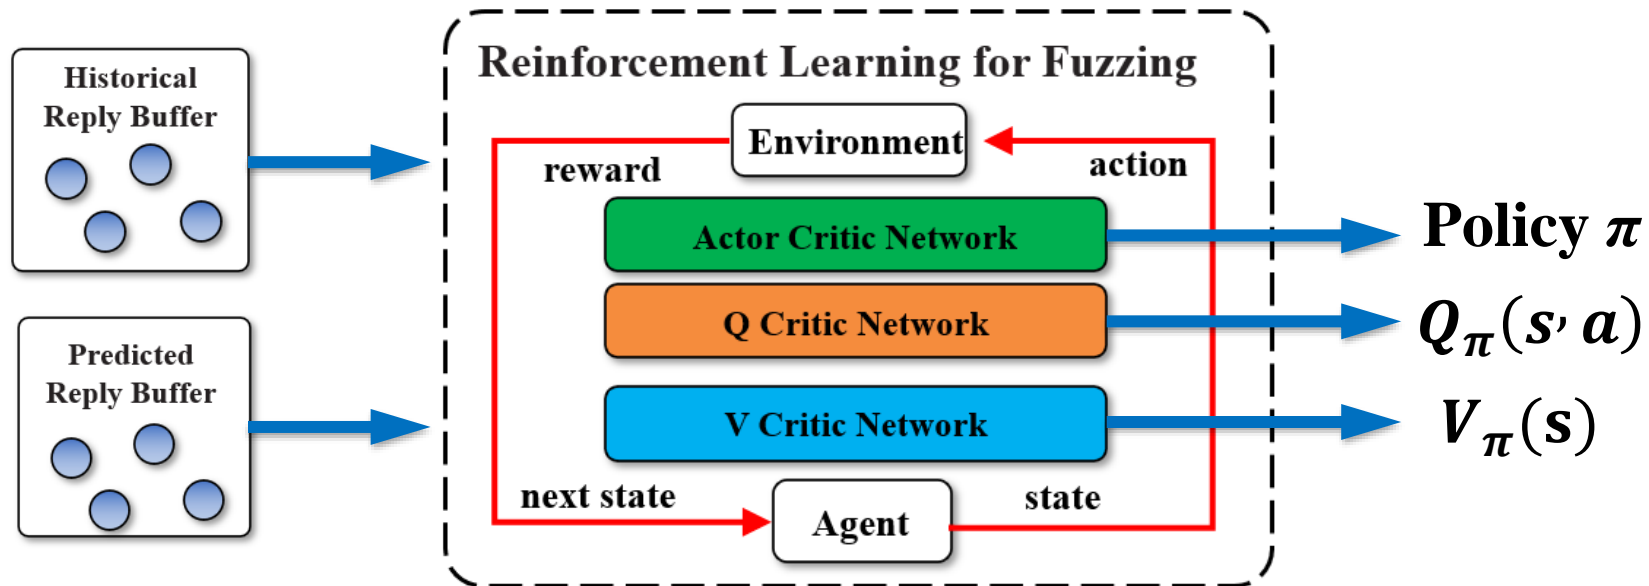 Historical
Reply Buffer
Predicted
Reply Buffer
Reinforcement Learning for Fuzzing
Environment
reward
action
Actor Critic Network
Q Critic Network
V Critic Network
next state
state
Agent
Policy π
Qπ(s, a)
Vπ(s)